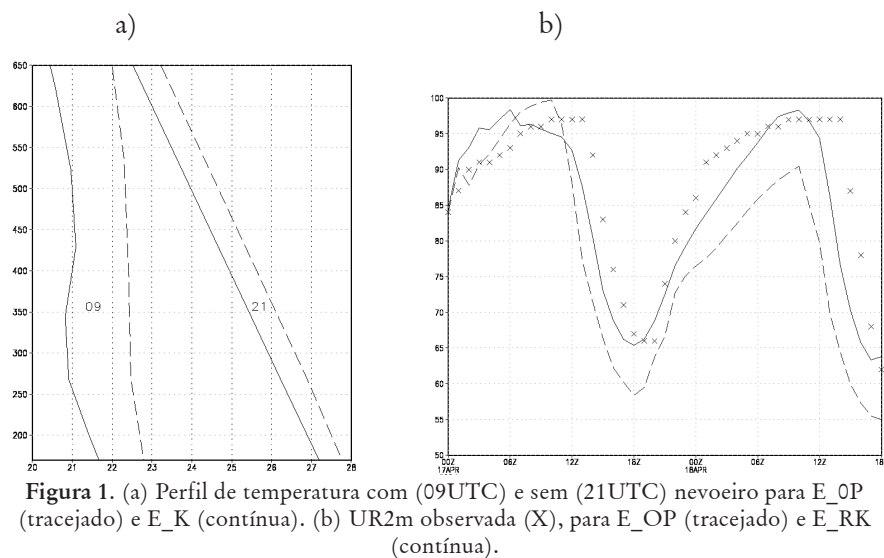 a)
b)
650
600
550
500
450
400
350
300
250
200
09
21
20 21 22 23 24 25 26 27 28
100
95
90
85
80
75
70
65
60
55
50
00Z 06Z 12Z 18Z 00Z 06Z 12Z 18
17APR 18APR
Figura 1. (a) Perfil de temperatura com (09UTC) e sem (21UTC) nevoeiro para E_0P
(tracejado) e E_K (contínua). (b) UR2m observada (X), para E_OP (tracejado) e E_RK
(contínua).